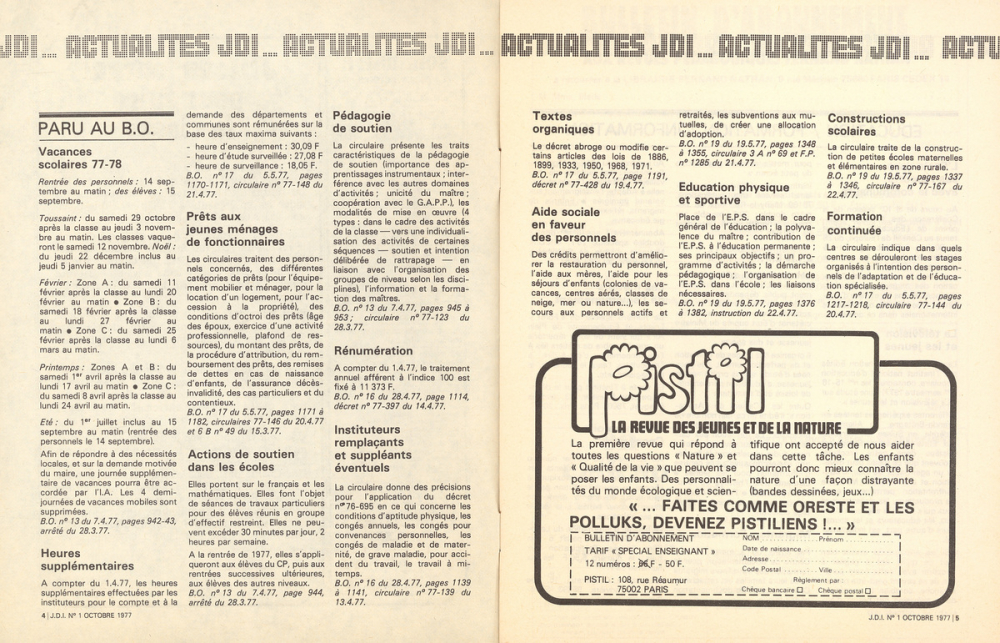 JDI... ACTUALITES JDI... ACTUALITES JDI... ACTUALITES JDI... ACTUALITES JDI... ACTU
PARU AU B.O.
Vacances
scolaires 77-78
Rentrée des personnels : 14 sep-
tembre au matin ; des élèves : 15
septembre.
Toussaint : du samedi 29 octobre
après la classe au jeudi 3 novem-
bre au matin. Les classes vaque-
ront le samedi 12 novembre. Noël :
du jeudi 22 décembre inclus au
jeudi 5 janvier au matin.
Février : Zone A : du samedi 11
février après la classe au lundi 20
février au matin ● Zone B : du
samedi 18 février après la classe
au lundi 27 février au
matin ● Zone C : du samedi 25
février après la classe au lundi 6
mars au matin.
Printemps : Zones A et B : du
samedi 1er avril après la classe au
lundi 17 avril au matin ● Zone C :
du samedi 8 avril après la classe au
lundi 24 avril au matin.
Eté : du 1er juillet inclus au 15
septembre au matin (rentrée des
personnels le 14 septembre).
Afin de répondre à des nécessités
locales, et sur la demande motivée
du maire, une journée supplémen-
taire de vacances pourra être ac-
cordée par l'I.A. Les 4 demi-
journées de vacances mobiles sont
supprimées.
B.O. n° 13 du 7.4.77, pages 942-43,
arrêté du 28.3.77.
Heures
supplémentaires
A compter du 1.4.77, les heures
supplémentaires effectuées par les
instituteurs pour le compte et à la
demande des départements et
communes sont rémunérées sur la
base des taux maxima suivants :
- heure d'enseignement : 30,09 F
- heure d'étude surveillée : 27,08 F
- heure de surveillance : 18,05 F.
B.O. n° 17 du 5.5.77, pages
1170-1171, circulaire n° 77-148 du
21.4.77.
Prêts aux
jeunes ménages
de fonctionnaires
Les circulaires traitent des person-
nels concernés, des différentes
catégories de prêts (pour l'équipe-
ment mobilier et ménager, pour la
location d'un logement, pour l'ac-
cession à la propriété), des
conditions d'octroi des prêts (âge
des époux, exercice d'une activité
professionnelle, plafond de res-
sources), du montant des prêts, de
la procédure d'attribution, du rem-
boursement des prêts, des remises
de dettes en cas de naissance
d'enfants, de l'assurance décès-
invalidité, des cas particuliers et du
contentieux.
B.O. n° 17 du 5.5.77, pages 1171 à
1182, circulaires 77-146 du 20.4.77
et 6 B n° 49 du 15.3.77.
Actions de soutien
dans les écoles
Elles portent sur le français et les
mathématiques. Elles font l'objet
de séances de travaux particuliers
pour des élèves réunis en groupe
d'effectif restreint. Elles ne peu-
vent excéder 30 minutes par jour, 2
heures par semaine.
A la rentrée de 1977, elles s'appli-
queront aux élèves du CP, puis aux
rentrées successives ultérieures,
aux élèves des autres niveaux.
B.O. n° 13 du 7.4.77, page 944,
arrêté du 28.3.77.
Pédagogie
de soutien
La circulaire présente les traits
caractéristiques de la pédagogie
de soutien (importance des ap-
prentissages instrumentaux ; inter-
férence avec les autres domaines
d'activités ; unicité du maître ;
coopération avec le G.A.P.P.), les
modalités de mise en œuvre (4
types : dans le cadre des activités
de la classe — vers une individuali-
sation des activités de certaines
séquences — soutien et intention
délibérée de rattrapage — en
liaison avec l'organisation des
groupes de niveau selon les disci-
plines), l'information et la forma-
tion des maîtres.
B.O. n° 13 du 7.4.77, pages 945 à
953 ; circulaire n° 77-123 du
28.3.77.
Rénumération
A compter du 1.4.77, le traitement
annuel afférent à l'indice 100 est
fixé à 11 373 F.
B.O. n° 16 du 28.4.77, page 1114,
décret n° 77-397 du 14.4.77.
Instituteurs
remplaçants
et suppléants
éventuels
La circulaire donne des précisions
pour l'application du décret
n° 76-695 en ce qui concerne les
conditions d'aptitude physique, les
congés annuels, les congés pour
convenances personnelles, les
congés de maladie et de mater-
nité, de grave maladie, pour acci-
dent du travail, le travail à mi-
temps.
B.O. n° 16 du 28.4.77, pages 1139
à 1141, circulaire n° 77-139 du
13.4.77.
4 | J.D.I. N° 1 OCTOBRE 1977
Textes
organiques
Le décret abroge ou modifie cer-
tains articles des lois de 1886,
1899, 1933, 1950, 1958, 1971.
B.O. n° 17 du 5.5.77, page 1191,
décret n° 77-428 du 19.4.77.
Aide sociale
en faveur
des personnels
Des crédits permettront d'amélio-
rer la restauration du personnel,
l'aide aux mères, l'aide pour les
séjours d'enfants (colonies de va-
cances, centres aérés, classes de
neige, mer ou nature...), les se-
cours aux personnels actifs et
retraités, les subventions aux mu-
tuelles, de créer une allocation
d'adoption.
B.O. n° 19 du 19.5.77, pages 1348
à 1355, circulaire 3 A n° 69 et F.P.
n° 1285 du 21.4.77.
Education physique
et sportive
Place de l'E.P.S. dans le cadre
général de l'éducation ; la polyva-
lence du maître ; contribution de
l'E.P.S. à l'éducation permanente ;
ses principaux objectifs ; un pro-
gramme d'activités ; la démarche
pédagogique ; l'organisation de
l'E.P.S. dans l'école ; les liaisons
nécessaires.
B.O. n° 19 du 19.5.77, pages 1376
à 1382, instruction du 22.4.77.
Constructions
scolaires
La circulaire traite de la construc-
tion de petites écoles maternelles
et élémentaires en zone rurale.
B.O. n° 19 du 19.5.77, pages 1337
à 1346, circulaire n° 77-167 du
22.4.77.
Formation
continuée
La circulaire indique dans quels
centres se dérouleront les stages
organisés à l'intention des person-
nels de l'adaptation et de l'éduca-
tion spécialisée.
B.O. n° 17 du 5.5.77, pages
1217-1218, circulaire 77-144 du
20.4.77.
pistil
LA REVUE DES JEUNES ET DE LA NATURE
La première revue qui répond à
toutes les questions « Nature » et
« Qualité de la vie » que peuvent se
poser les enfants. Des personnali-
tés du monde écologique et scien-
tifique ont accepté de nous aider
dans cette tâche. Les enfants
pourront donc mieux connaître la
nature d'une façon distrayante
(bandes dessinées, jeux...)
« ... FAITES COMME ORESTE ET LES
POLLUKS, DEVENEZ PISTILIENS !... »
BULLETIN D'ABONNEMENT
TARIF « SPECIAL ENSEIGNANT »
12 numéros : F - 50 F.
PISTIL : 108, rue Réaumur
75002 PARIS
NOM Prénom
Date de naissance
Adresse
Code Postal Ville
Règlement par :
Chèque bancaire □ Chèque postal □
J.D.I. N° 1 OCTOBRE 1977 | 5